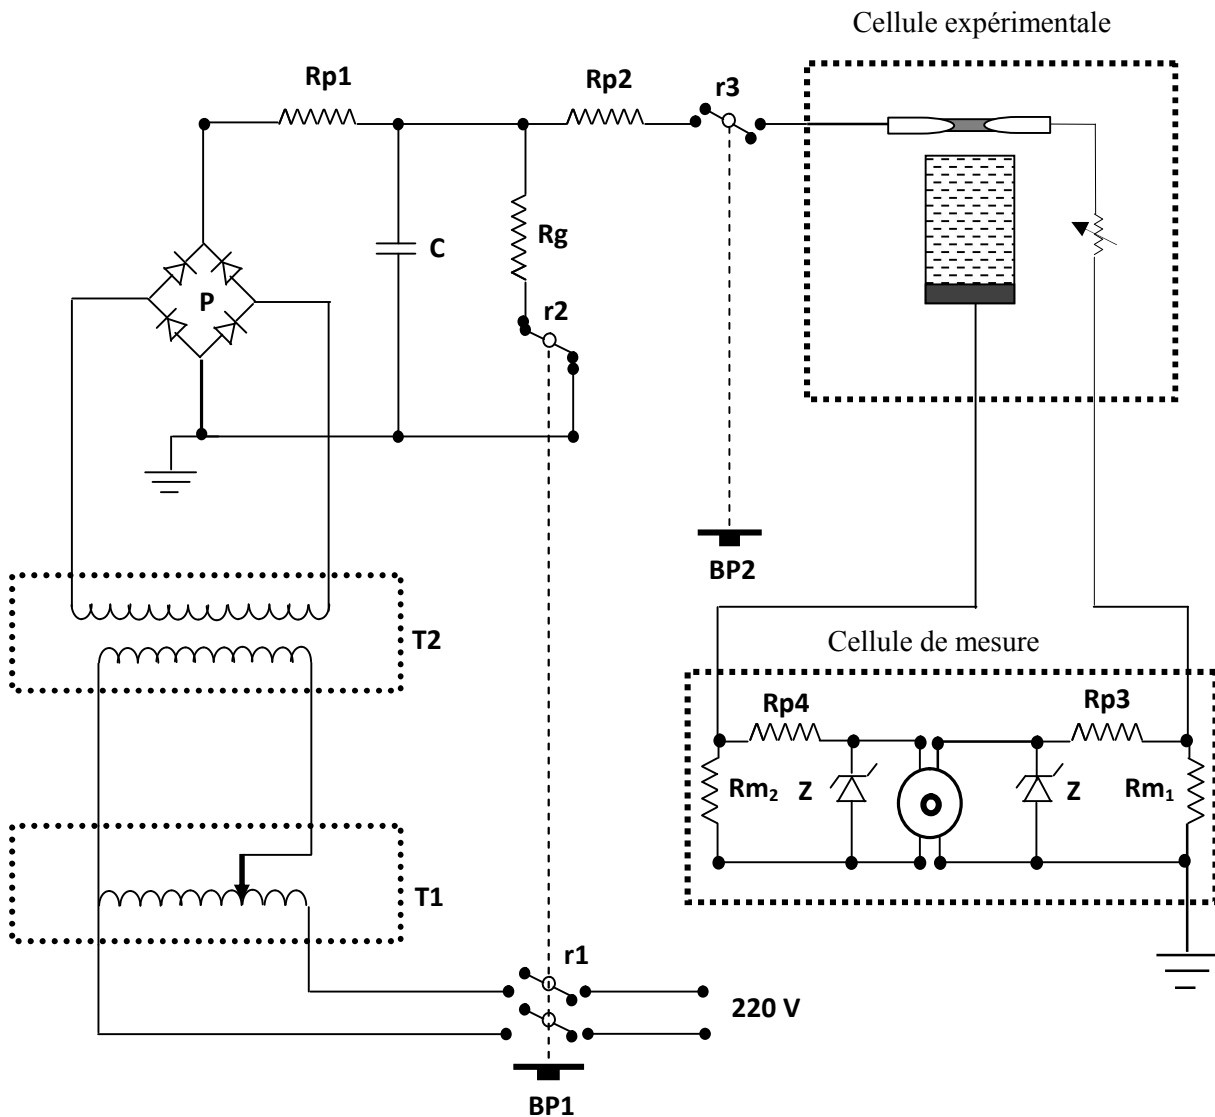 Cellule expérimentale
Rp1
Rp2
r3
Rg
C
P
r2
BP2
T2
Cellule de mesure
Rp4
Rp3
Rm₂
Z
Z
Rm₁
T1
r1
220 V
BP1